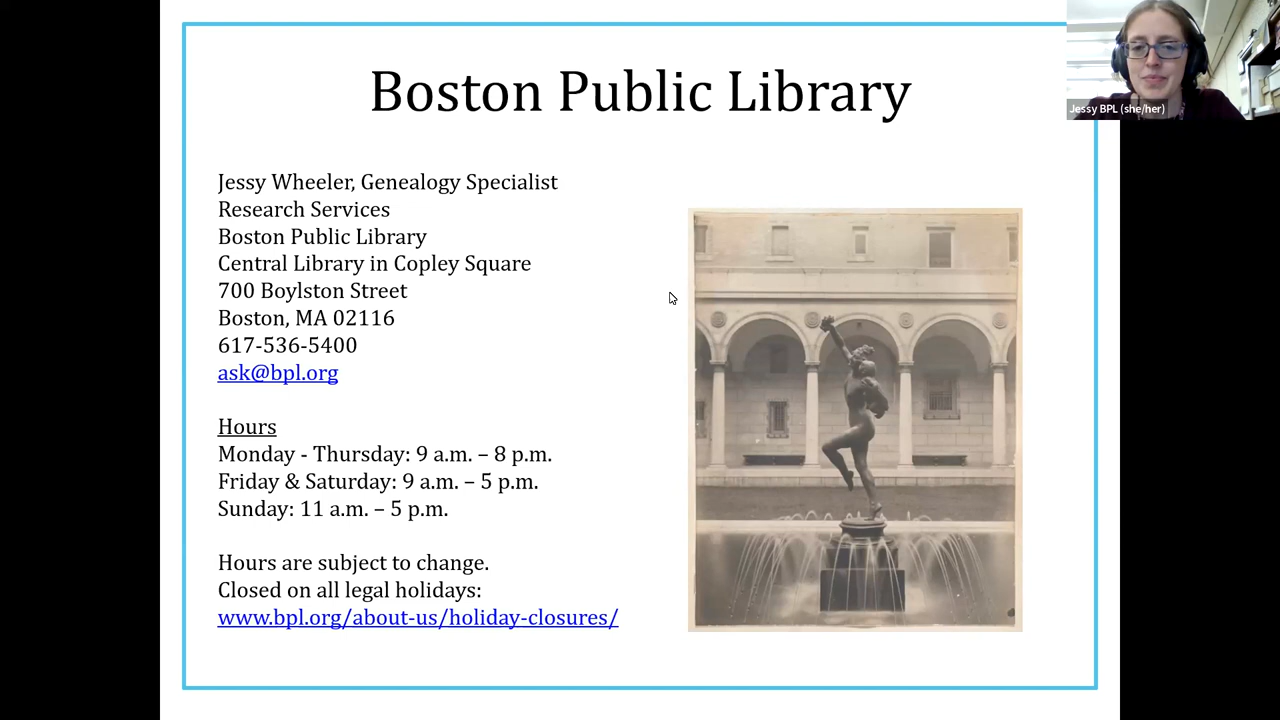 Boston Public Library
Jessy BPL (she/her)
Jessy Wheeler, Genealogy Specialist
Research Services
Boston Public Library
Central Library in Copley Square
700 Boylston Street
Boston, MA 02116
617-536-5400
ask@bpl.org
Hours
Monday - Thursday: 9 a.m. – 8 p.m.
Friday & Saturday: 9 a.m. – 5 p.m.
Sunday: 11 a.m. – 5 p.m.
Hours are subject to change.
Closed on all legal holidays:
www.bpl.org/about-us/holiday-closures/